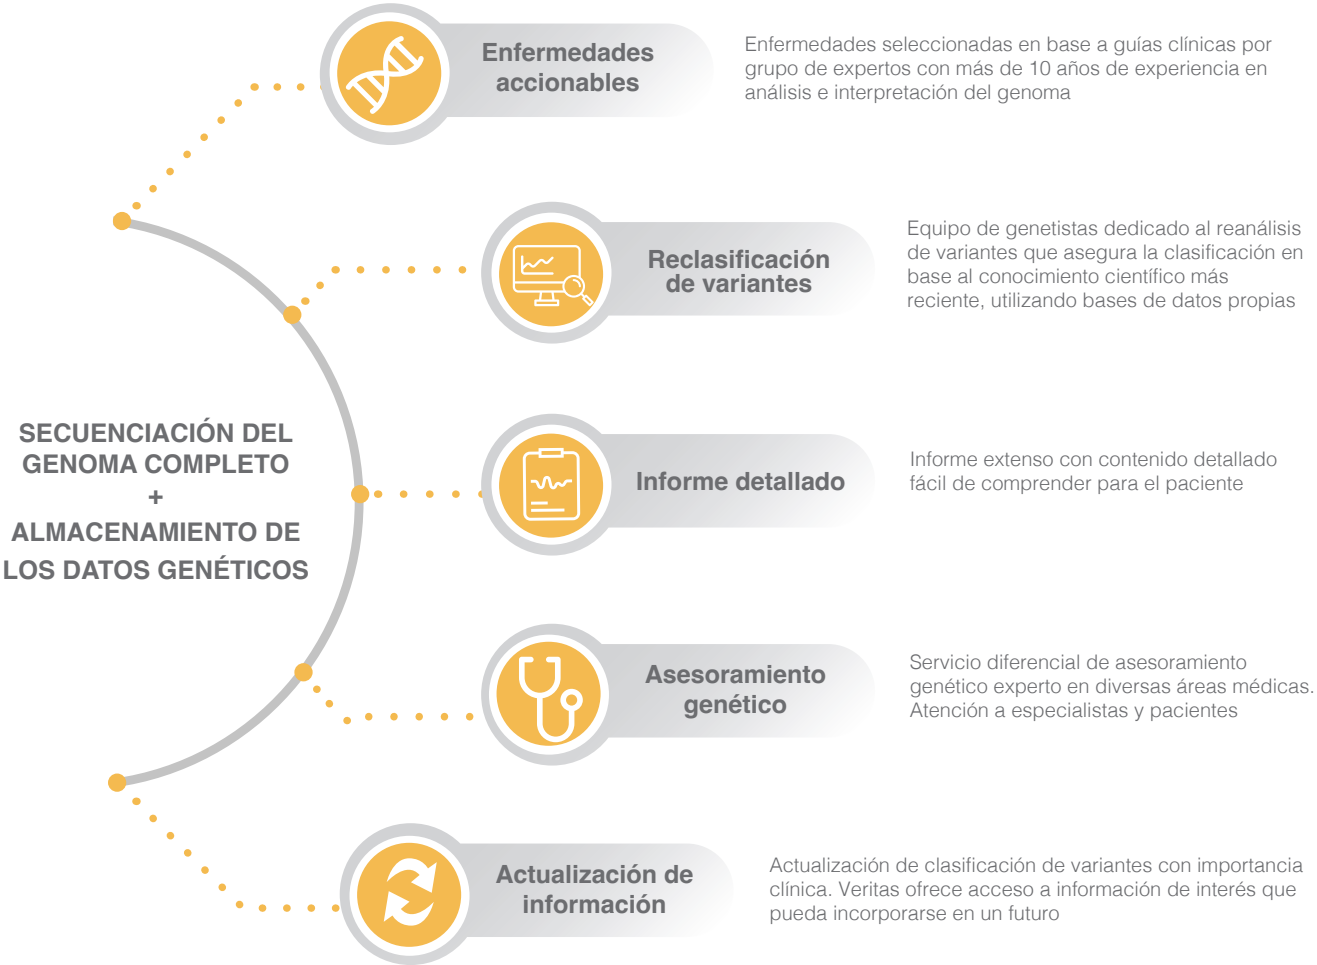 Enfermedades
accionables
Enfermedades seleccionadas en base a guías clínicas por
grupo de expertos con más de 10 años de experiencia en
análisis e interpretación del genoma
Reclasificación
de variantes
Equipo de genetistas dedicado al reanálisis
de variantes que asegura la clasificación en
base al conocimiento científico más
reciente, utilizando bases de datos propias
SECUENCIACIÓN DEL
GENOMA COMPLETO
+
ALMACENAMIENTO DE
LOS DATOS GENÉTICOS
Informe detallado
Informe extenso con contenido detallado
fácil de comprender para el paciente
Asesoramiento
genético
Servicio diferencial de asesoramiento
genético experto en diversas áreas médicas.
Atención a especialistas y pacientes
Actualización de
información
Actualización de clasificación de variantes con importancia
clínica. Veritas ofrece acceso a información de interés que
pueda incorporarse en un futuro